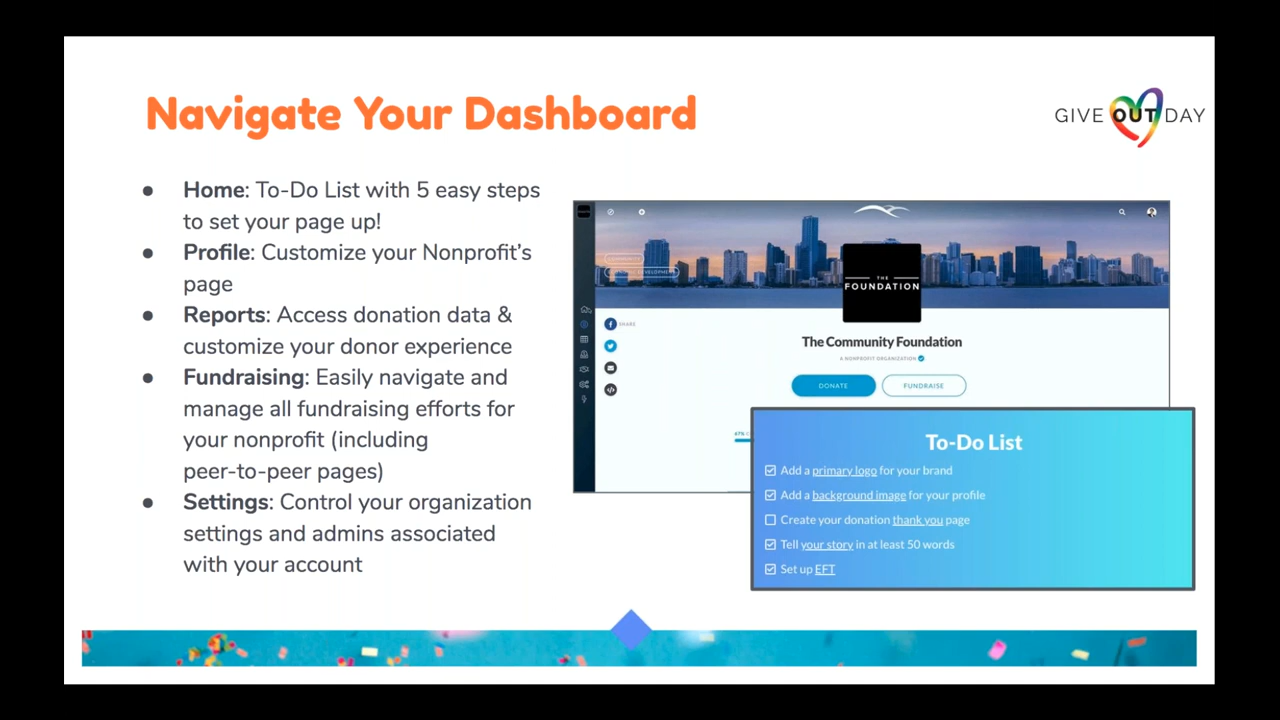 Navigate Your Dashboard
GIVE OUT DAY
● Home: To-Do List with 5 easy steps
to set your page up!
● Profile: Customize your Nonprofit's
page
● Reports: Access donation data &
customize your donor experience
● Fundraising: Easily navigate and
manage all fundraising efforts for
your nonprofit (including
peer-to-peer pages)
● Settings: Control your organization
settings and admins associated
with your account
THE
FOUNDATION
SHARE
The Community Foundation
A NONPROFIT ORGANIZATION
DONATE
FUNDRAISE
To-Do List
Add a primary logo for your brand
Add a background image for your profile
Create your donation thank you page
Tell your story in at least 50 words
Set up EFT